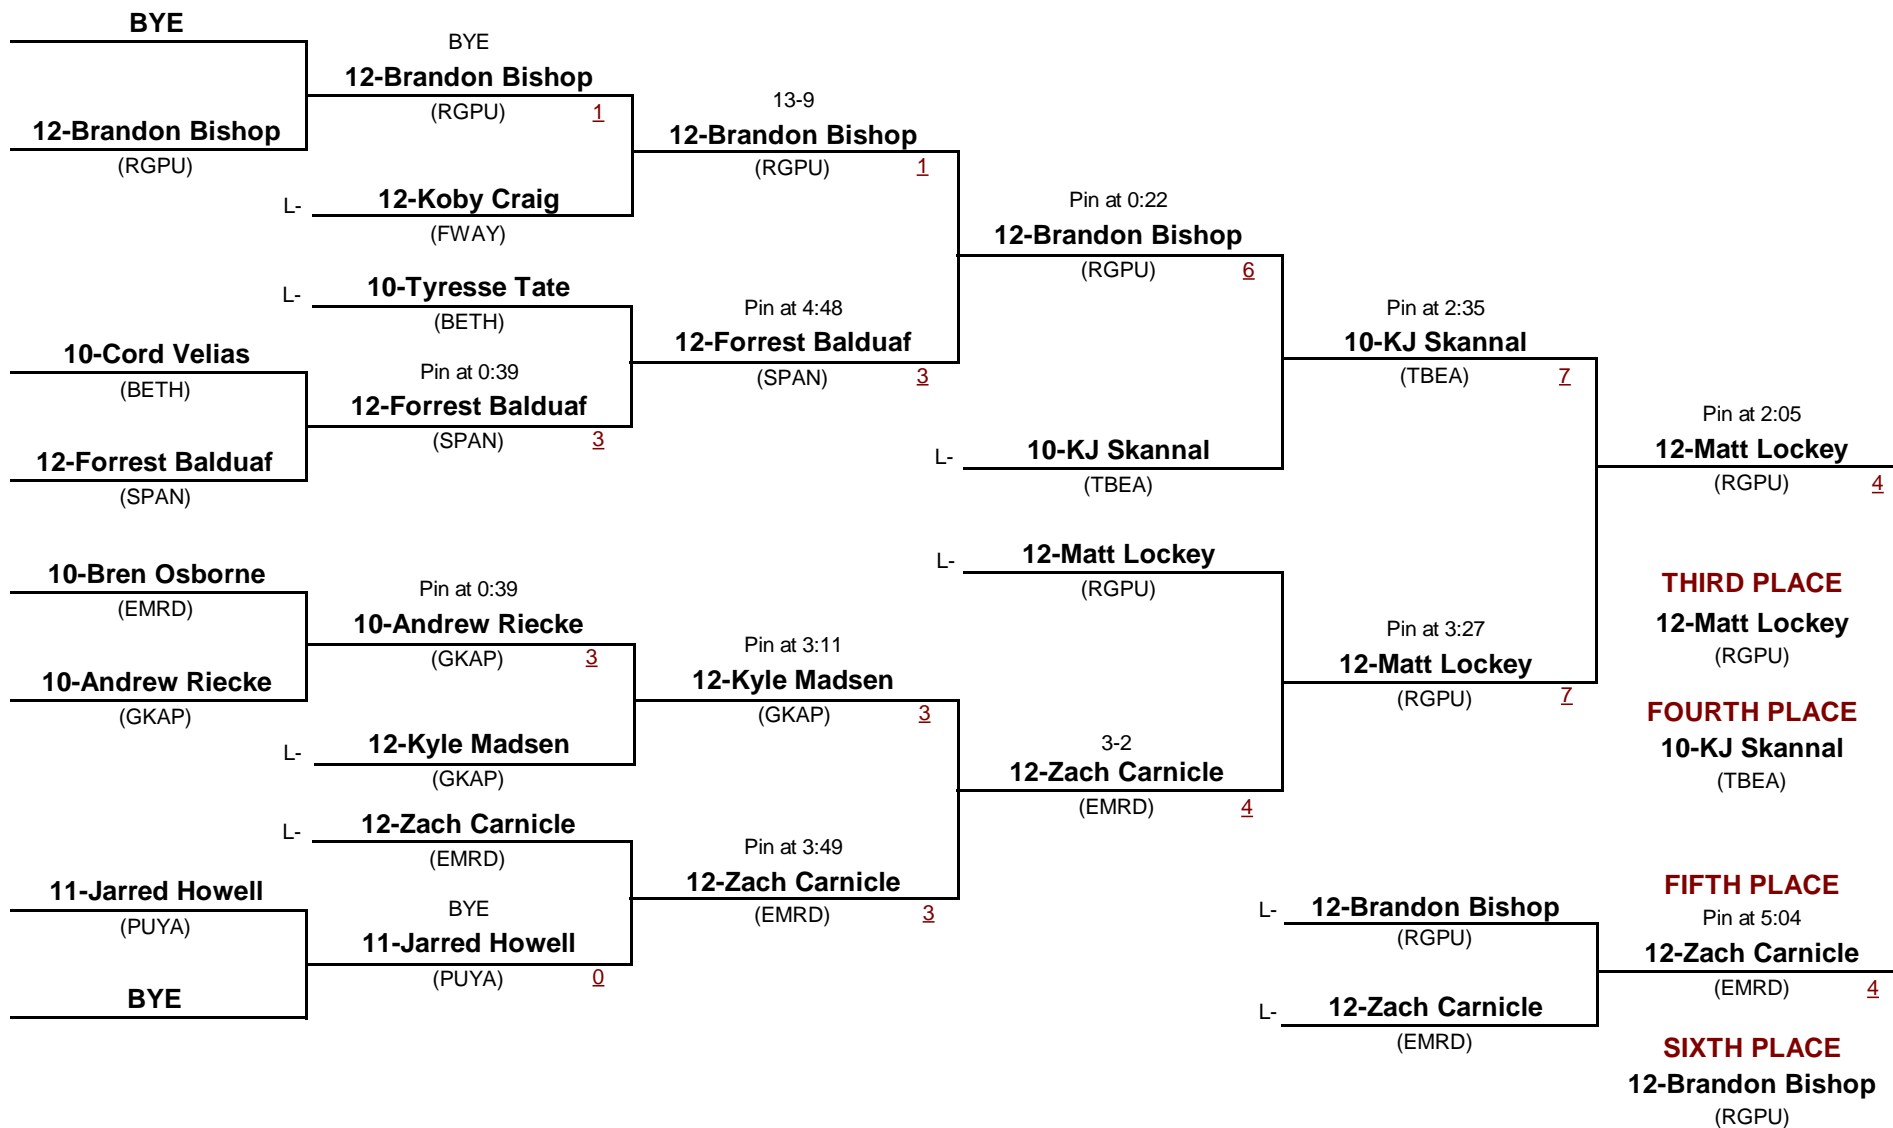 BYE
12-Brandon Bishop
(RGPU)
10-Cord Velias
(BETH)
12-Forrest Balduaf
(SPAN)
10-Bren Osborne
(EMRD)
10-Andrew Riecke
(GKAP)
11-Jarred Howell
(PUYA)
BYE
BYE
12-Brandon Bishop
(RGPU) 1
L- 12-Koby Craig
(FWAY)
L- 10-Tyresse Tate
(BETH)
Pin at 0:39
12-Forrest Balduaf
(SPAN) 3
Pin at 0:39
10-Andrew Riecke
(GKAP) 3
L- 12-Kyle Madsen
(GKAP)
L- 12-Zach Carnicle
(EMRD)
BYE
11-Jarred Howell
(PUYA) 0
13-9
12-Brandon Bishop
(RGPU) 1
Pin at 4:48
12-Forrest Balduaf
(SPAN) 3
Pin at 3:11
12-Kyle Madsen
(GKAP) 3
Pin at 3:49
12-Zach Carnicle
(EMRD) 3
Pin at 0:22
12-Brandon Bishop
(RGPU) 6
L- 10-KJ Skannal
(TBEA)
L- 12-Matt Lockey
(RGPU)
3-2
12-Zach Carnicle
(EMRD) 4
Pin at 2:35
10-KJ Skannal
(TBEA) 7
Pin at 3:27
12-Matt Lockey
(RGPU) 7
L- 12-Brandon Bishop
(RGPU)
L- 12-Zach Carnicle
(EMRD)
Pin at 2:05
12-Matt Lockey
(RGPU) 4
THIRD PLACE
12-Matt Lockey
(RGPU)
FOURTH PLACE
10-KJ Skannal
(TBEA)
FIFTH PLACE
Pin at 5:04
12-Zach Carnicle
(EMRD) 4
SIXTH PLACE
12-Brandon Bishop
(RGPU)